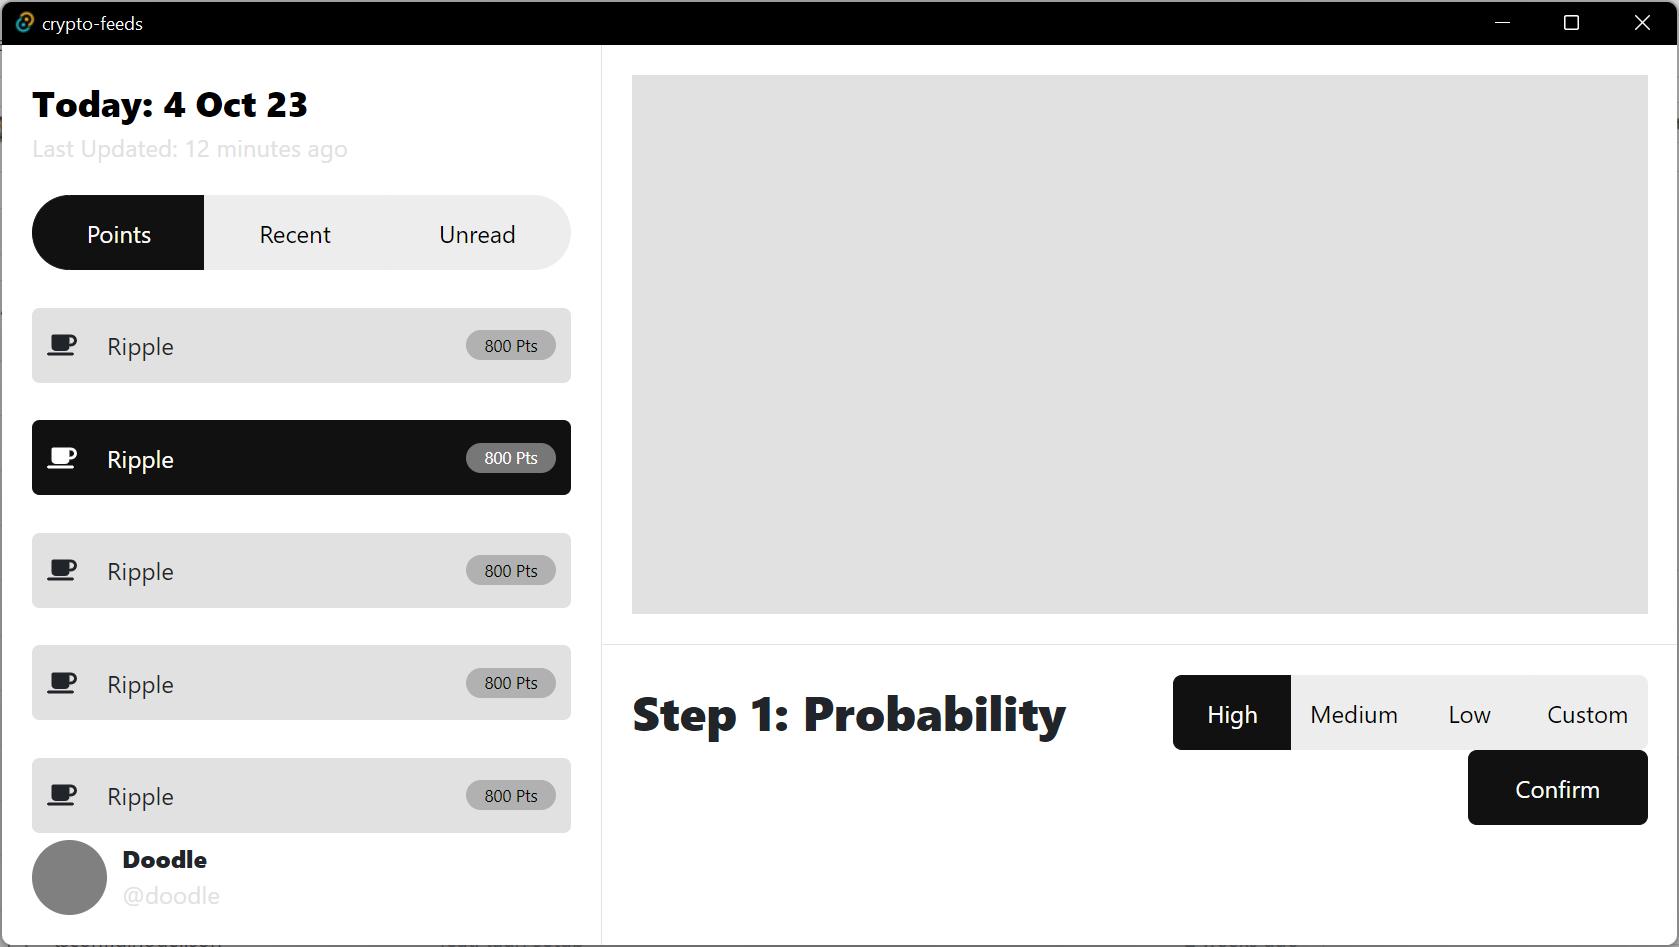 crypto-feeds
Today: 4 Oct 23
Last Updated: 12 minutes ago
Points Recent Unread
Ripple 800 Pts
Ripple 800 Pts
Ripple 800 Pts
Ripple 800 Pts
Ripple 800 Pts
Doodle
@doodle
Step 1: Probability
High Medium Low Custom
Confirm